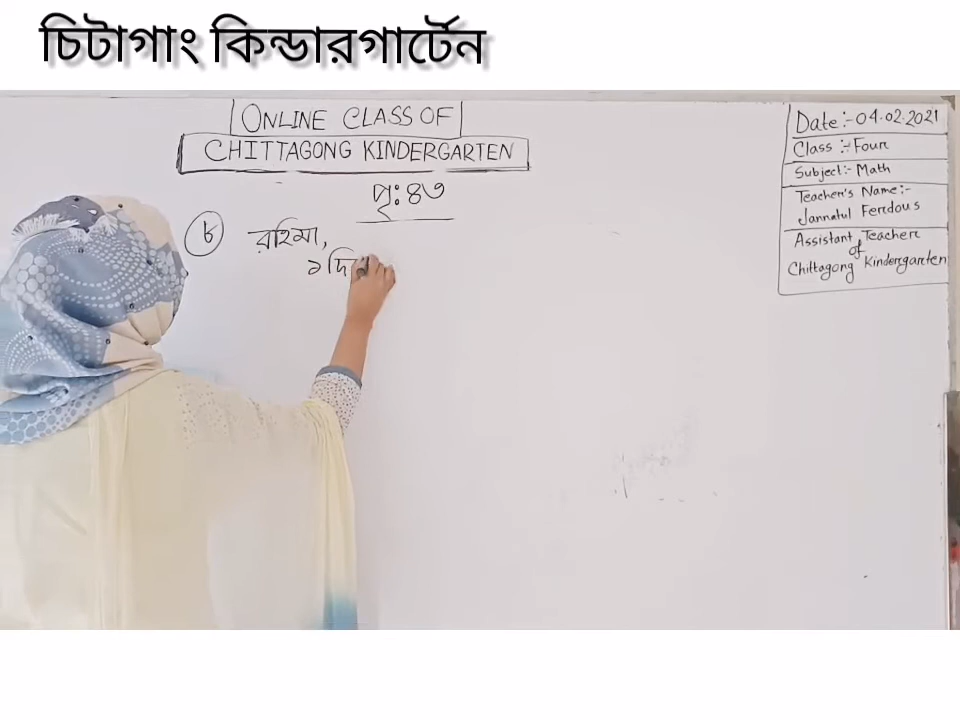 চিটাগাং কিন্ডারগার্টেন
ONLINE CLASS OF
CHITTAGONG KINDERGARTEN
পৃঃ ৪৩
৮ রহিমা,
১ দি
Date:- 04.02.2021
Class :- Four
Subject:- Math
Teacher's Name:-
Jannatul Ferdous
Assistant Teacher
of
Chittagong Kindergarten